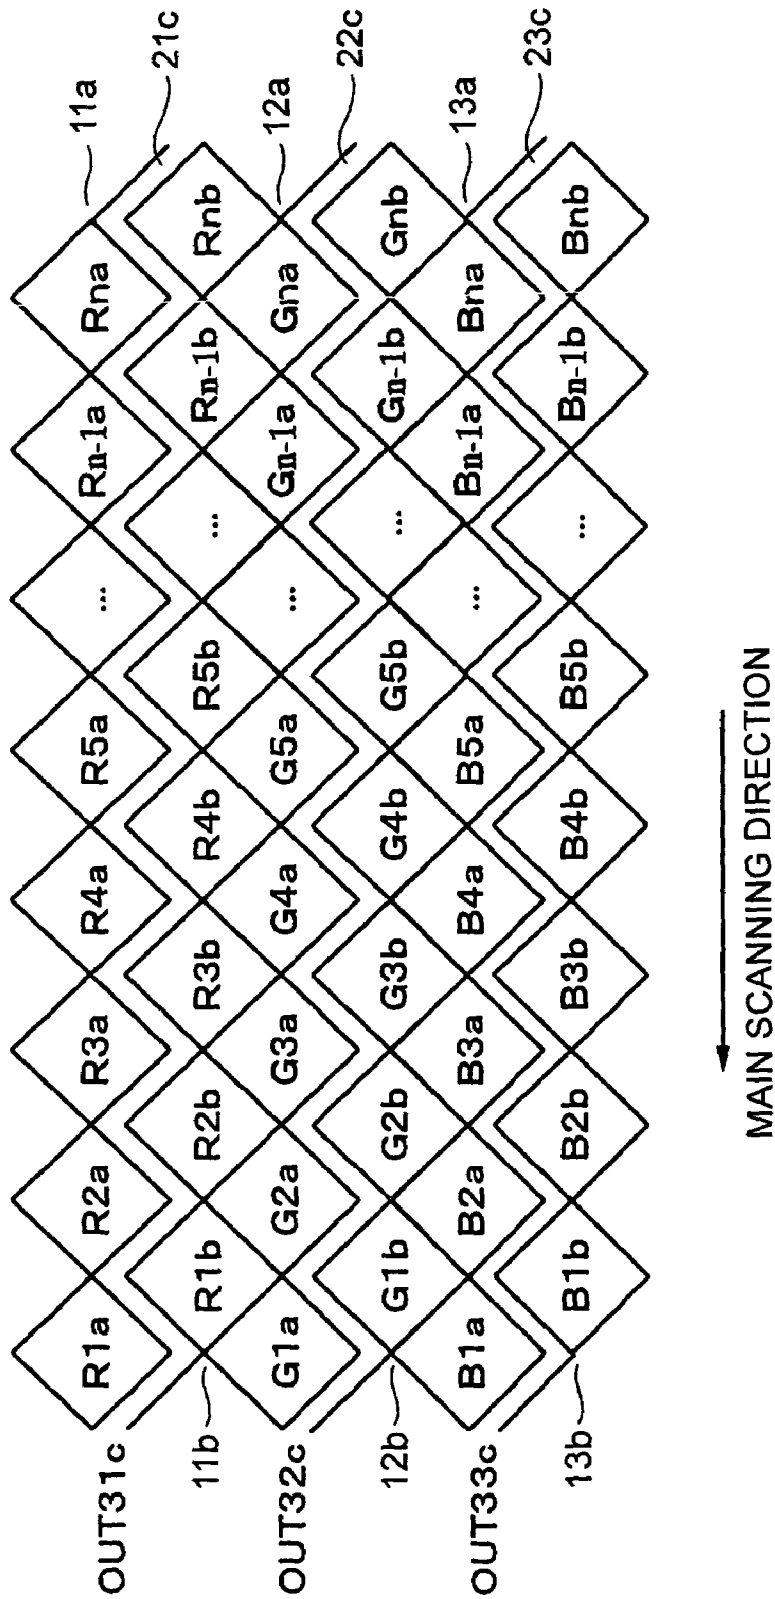 11a
21c
R1a R2a R3a R4a R5a ... Rn-1a Rna
OUT31c
11b
R1b R2b R3b R4b R5b ... Rn-1b Rnb
12a
22c
G1a G2a G3a G4a G5a ... Gn-1a Gna
OUT32c
12b
G1b G2b G3b G4b G5b ... Gn-1b Gnb
13a
23c
B1a B2a B3a B4a B5a ... Bn-1a Bna
OUT33c
13b
B1b B2b B3b B4b B5b ... Bn-1b Bnb
MAIN SCANNING DIRECTION